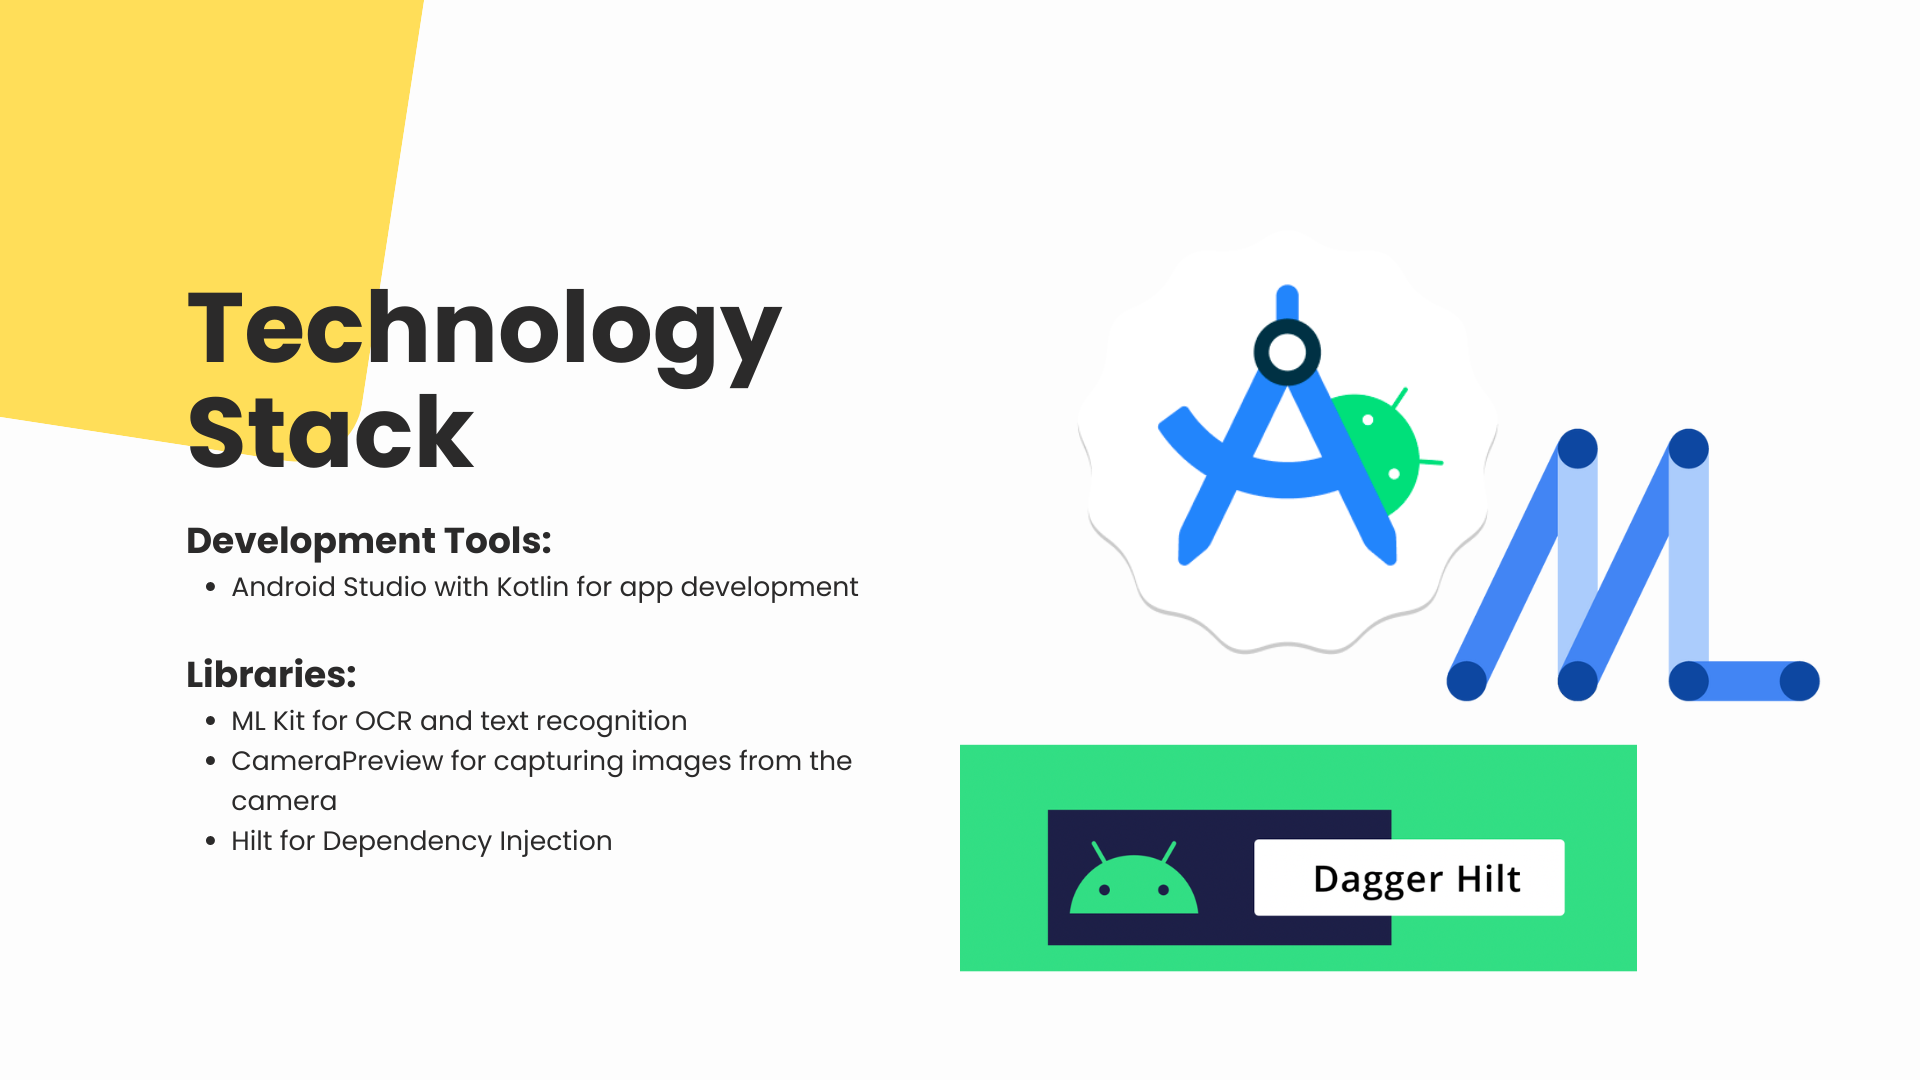 Technology
Stack
Development Tools:
• Android Studio with Kotlin for app development
Libraries:
• ML Kit for OCR and text recognition
• CameraPreview for capturing images from the
camera
• Hilt for Dependency Injection
Dagger Hilt